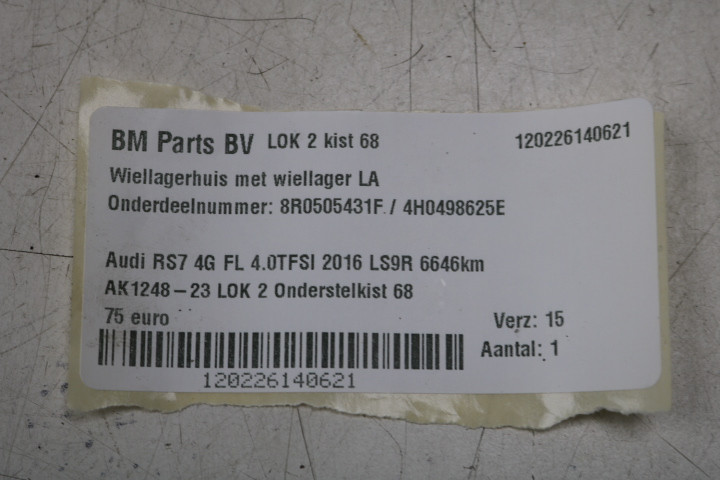 BM Parts BV LOK 2 kist 68 120226140621
Wiellagerhuis met wiellager LA
Onderdeelnummer: 8R0505431F / 4H0498625E
Audi RS7 4G FL 4.0TFSI 2016 LS9R 6646km
AK1248-23 LOK 2 Onderstelkist 68
75 euro Verz: 15
Aantal: 1
120226140621